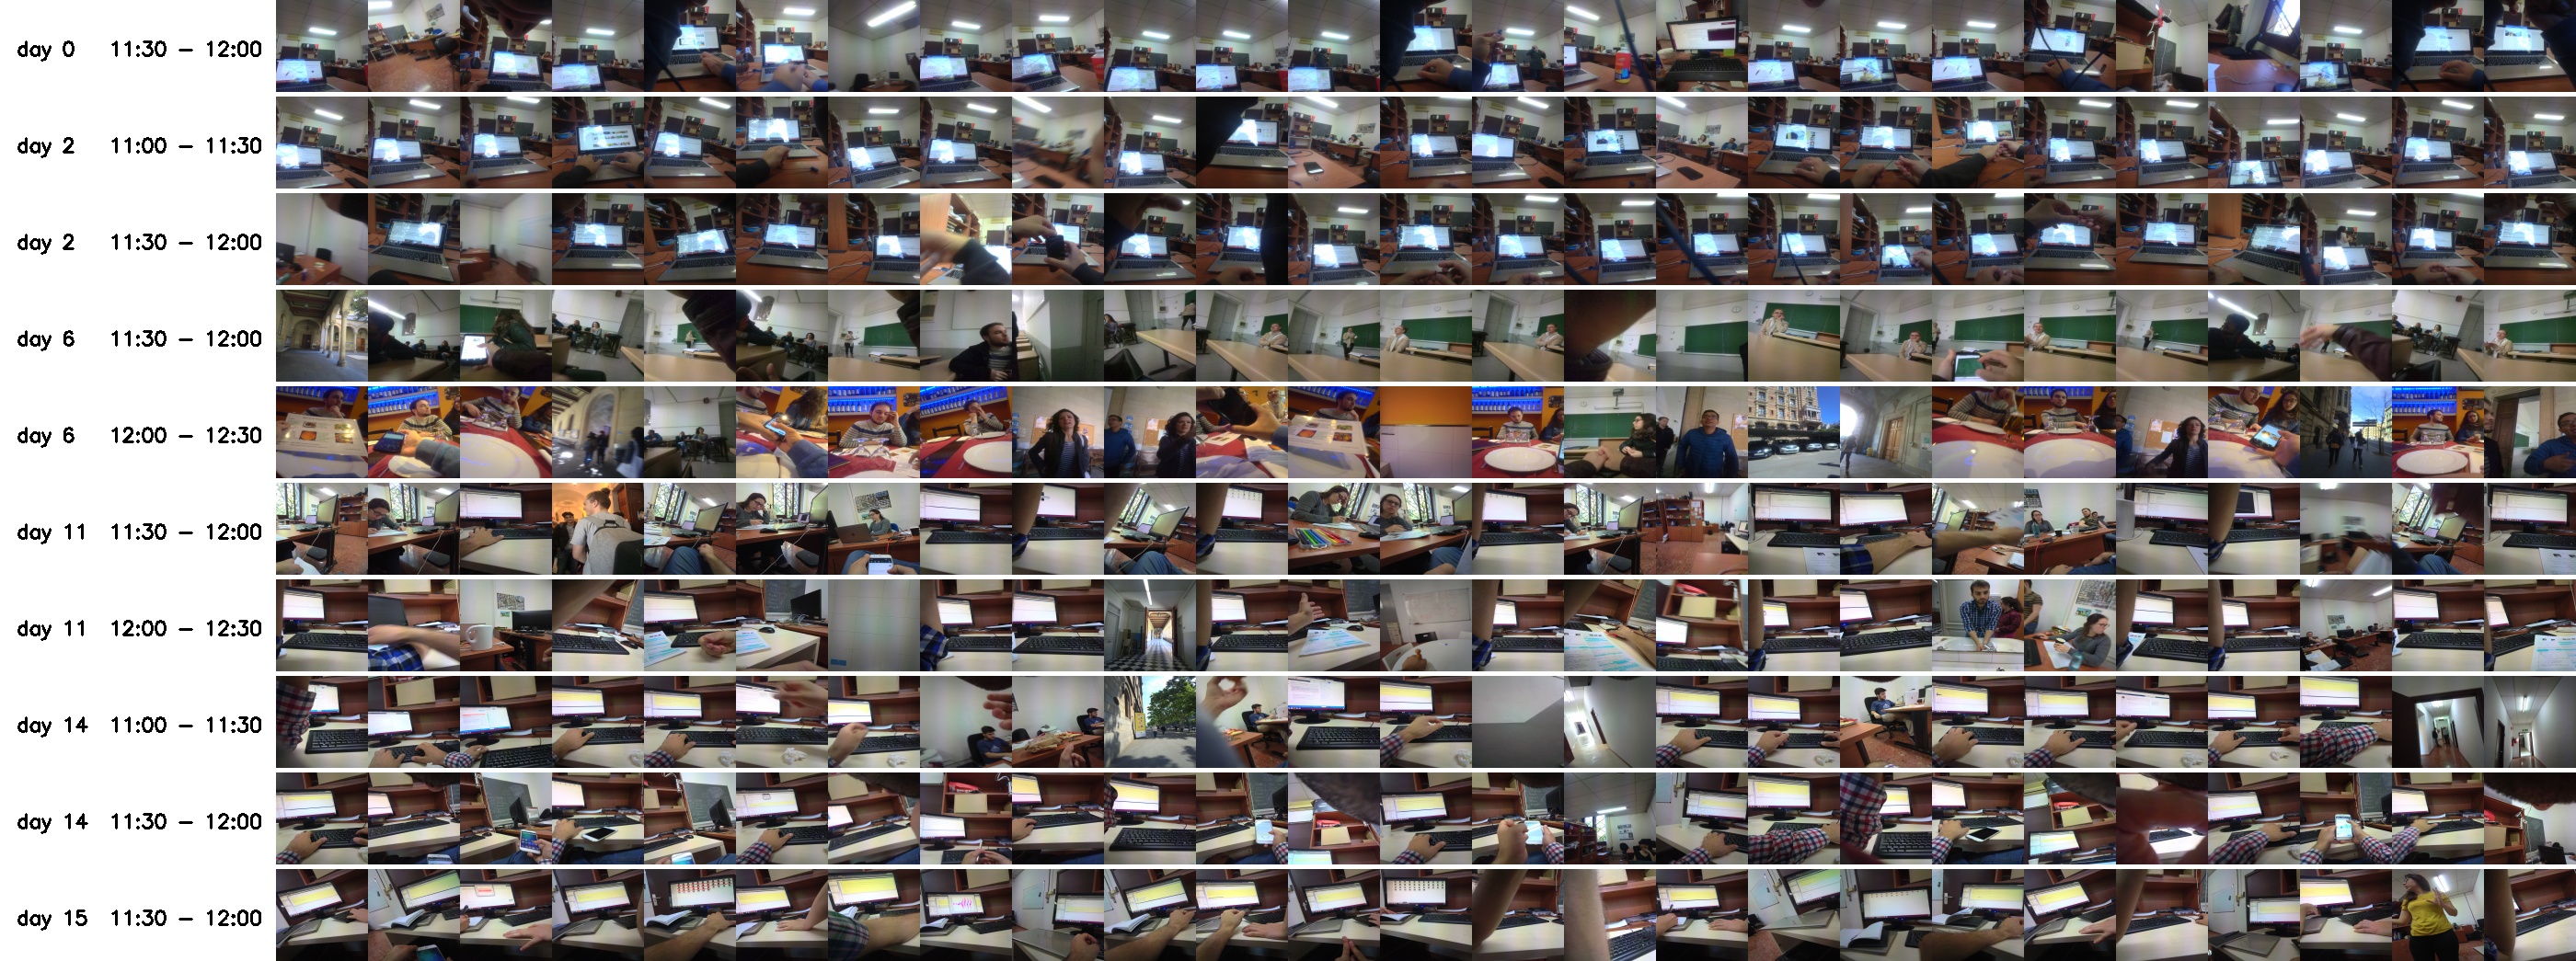 day 0 11:30 - 12:00
day 2 11:00 - 11:30
day 2 11:30 - 12:00
day 6 11:30 - 12:00
day 6 12:00 - 12:30
day 11 11:30 - 12:00
day 11 12:00 - 12:30
day 14 11:00 - 11:30
day 14 11:30 - 12:00
day 15 11:30 - 12:00